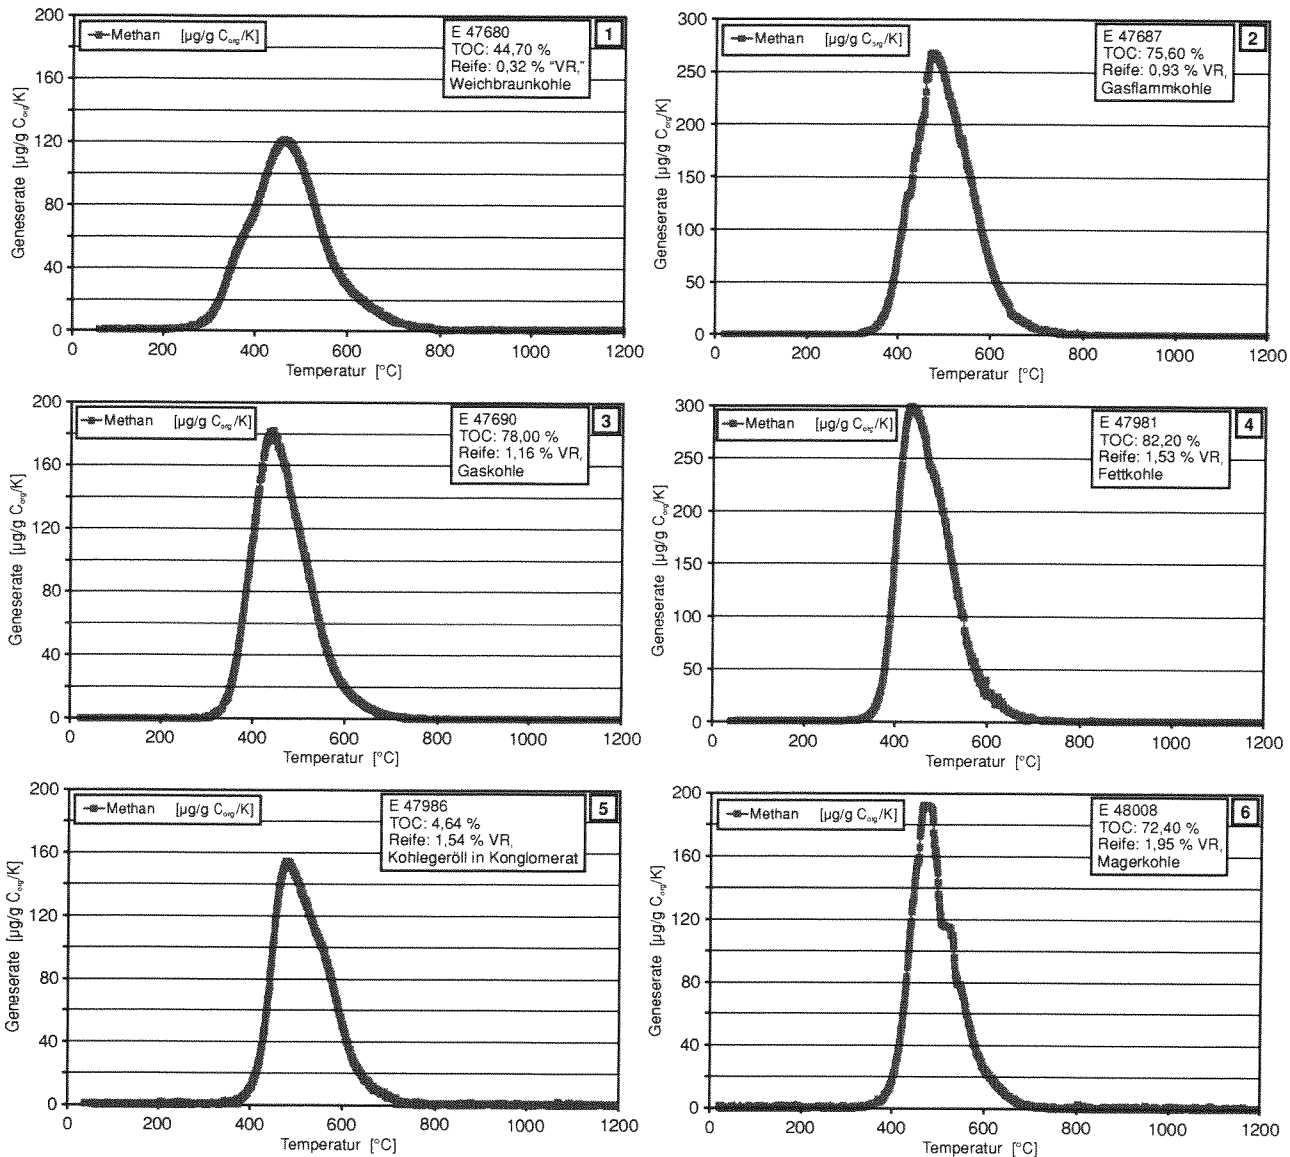 Methan [µg/g Corg/K]
E 47680
TOC: 44,70 %
Reife: 0,32 % "VR,"
Weichbraunkohle
1
Geneserate [µg/g Corg/K]
200
160
120
80
40
0
0 200 400 600 800 1000 1200
Temperatur [°C]
Methan [µg/g Corg/K]
E 47687
TOC: 75,60 %
Reife: 0,93 % VR,
Gasflammkohle
2
Geneserate [µg/g Corg/K]
300
250
200
150
100
50
0
0 200 400 600 800 1000 1200
Temperatur [°C]
Methan [µg/g Corg/K]
E 47690
TOC: 78,00 %
Reife: 1,16 % VR,
Gaskohle
3
Geneserate [µg/g Corg/K]
200
160
120
80
40
0
0 200 400 600 800 1000 1200
Temperatur [°C]
Methan [µg/g Corg/K]
E 47981
TOC: 82,20 %
Reife: 1,53 % VR,
Fettkohle
4
Geneserate [µg/g Corg/K]
300
250
200
150
100
50
0
0 200 400 600 800 1000 1200
Temperatur [°C]
Methan [µg/g Corg/K]
E 47986
TOC: 4,64 %
Reife: 1,54 % VR,
Kohlegeröll in Konglomerat
5
Geneserate [µg/g Corg/K]
200
160
120
80
40
0
0 200 400 600 800 1000 1200
Temperatur [°C]
Methan [µg/g Corg/K]
E 48008
TOC: 72,40 %
Reife: 1,95 % VR,
Magerkohle
6
Geneserate [µg/g Corg/K]
200
160
120
80
40
0
0 200 400 600 800 1000 1200
Temperatur [°C]